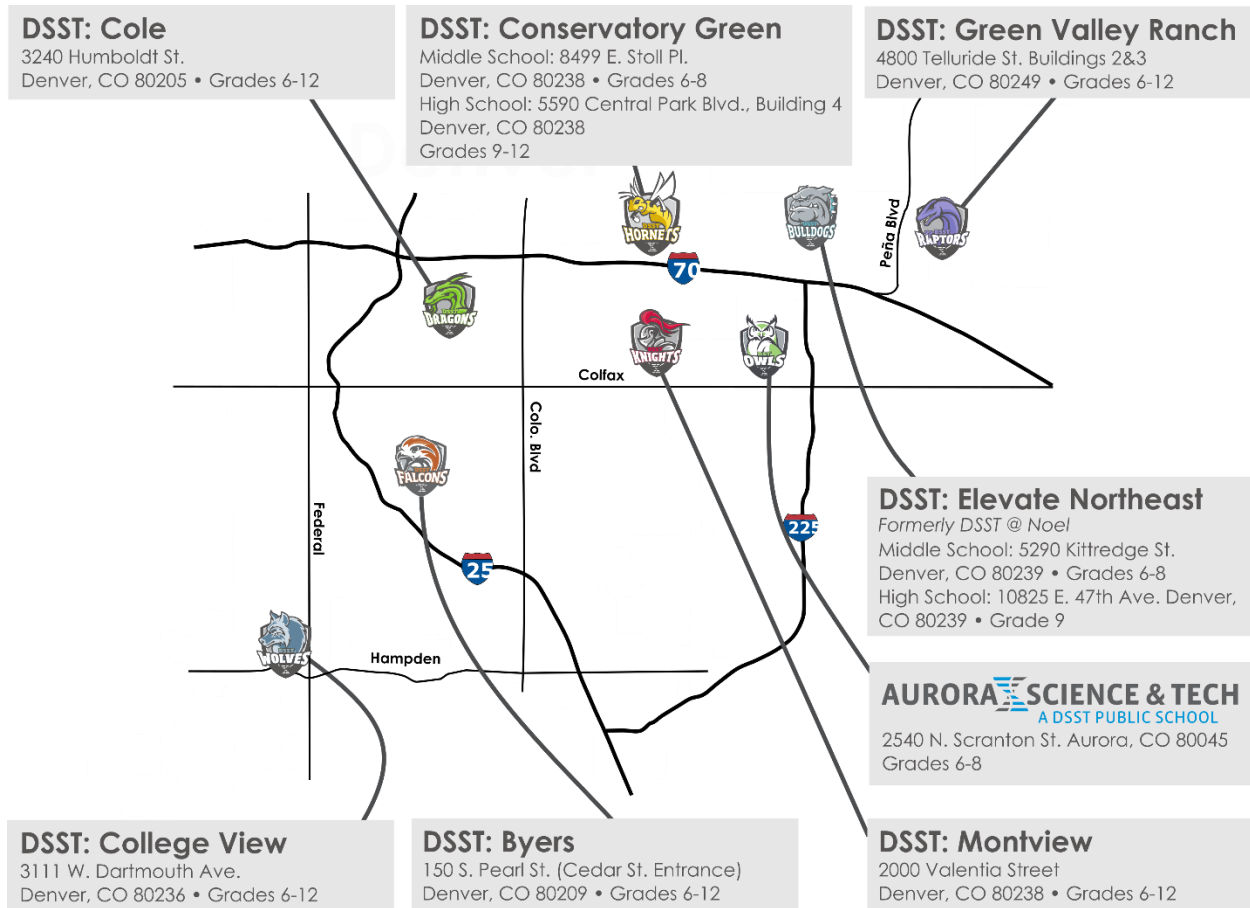 DSST: Cole
3240 Humboldt St.
Denver, CO 80205 • Grades 6-12
DSST: Conservatory Green
Middle School: 8499 E. Stoll Pl.
Denver, CO 80238 • Grades 6-8
High School: 5590 Central Park Blvd., Building 4
Denver, CO 80238
Grades 9-12
DSST: Green Valley Ranch
4800 Telluride St. Buildings 2&3
Denver, CO 80249 • Grades 6-12
DSST
HORNETS
BULLDOGS
RAPTORS
Peña Blvd
70
DSST
DRAGONS
KNIGHTS
OWLS
Colfax
Colo. Blvd
FALCONS
Federal
225
25
WOLVES
Hampden
DSST: Elevate Northeast
Formerly DSST @ Noel
Middle School: 5290 Kittredge St.
Denver, CO 80239 • Grades 6-8
High School: 10825 E. 47th Ave. Denver,
CO 80239 • Grade 9
AURORA SCIENCE & TECH
A DSST PUBLIC SCHOOL
2540 N. Scranton St. Aurora, CO 80045
Grades 6-8
DSST: College View
3111 W. Dartmouth Ave.
Denver, CO 80236 • Grades 6-12
DSST: Byers
150 S. Pearl St. (Cedar St. Entrance)
Denver, CO 80209 • Grades 6-12
DSST: Montview
2000 Valentia Street
Denver, CO 80238 • Grades 6-12